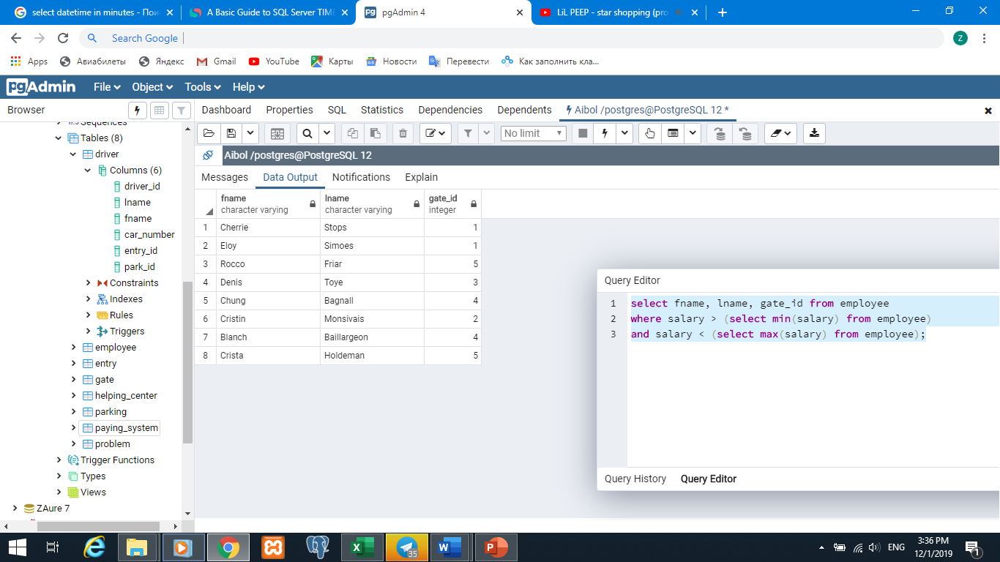 select datetime in minutes - Пои
A Basic Guide to SQL Server TIME
pgAdmin 4
LiL PEEP - star shopping (pro
Search Google
Z
Apps
Авиабилеты
Яндекс
Gmail
YouTube
Карты
Новости
Перевести
Как заполнить кла...
pgAdmin
File
Object
Tools
Help
Browser
Dashboard
Properties
SQL
Statistics
Dependencies
Dependents
Aibol /postgres@PostgreSQL 12 *
Sequences
No limit
Tables (8)
driver
Columns (6)
driver_id
lname
fname
car_number
entry_id
park_id
Constraints
Indexes
Rules
Triggers
employee
entry
gate
helping_center
parking
paying_system
problem
Trigger Functions
Types
Views
ZAure 7
Aibol /postgres@PostgreSQL 12
Messages
Data Output
Notifications
Explain
fname character varying
lname character varying
gate_id integer
1 Cherrie Stops 1
2 Eloy Simoes 1
3 Rocco Friar 5
4 Denis Toye 3
5 Chung Bagnall 4
6 Cristin Monsivais 2
7 Blanch Baillargeon 4
8 Crista Holdeman 5
Query Editor
1 select fname, lname, gate_id from employee
2 where salary > (select min(salary) from employee)
3 and salary < (select max(salary) from employee);
Query History
Query Editor
35
ENG
3:36 PM
12/1/2019
1